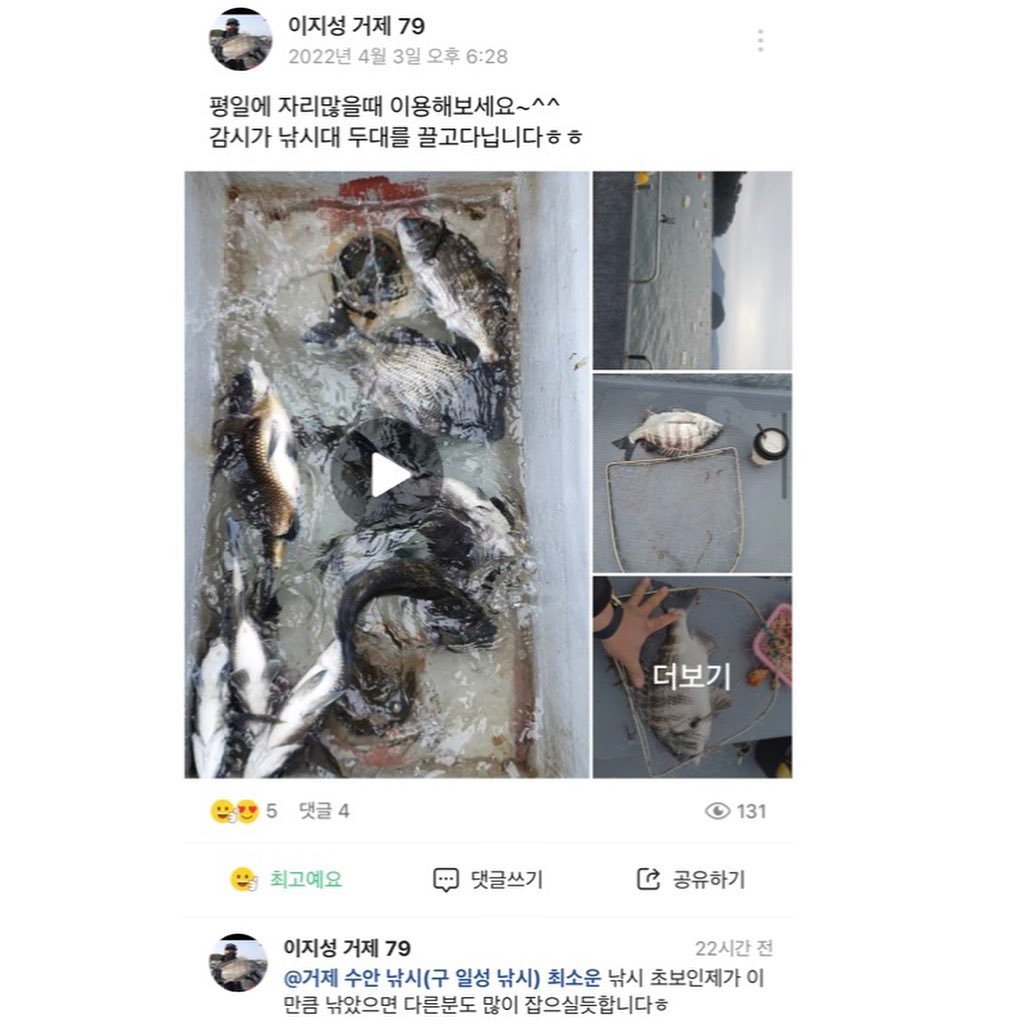 이지성 거제 79
2022년 4월 3일 오후 6:28
평일에 자리많을때 이용해보세요~^^
감시가 낚시대 두대를 끌고다닙니다ㅎㅎ
더보기
5 댓글 4
131
최고예요
댓글쓰기
공유하기
이지성 거제 79
22시간 전
@거제 수안 낚시(구 일성 낚시) 최소운 낚시 초보인제가 이
만큼 낚았으면 다른분도 많이 잡으실듯합니다ㅎ